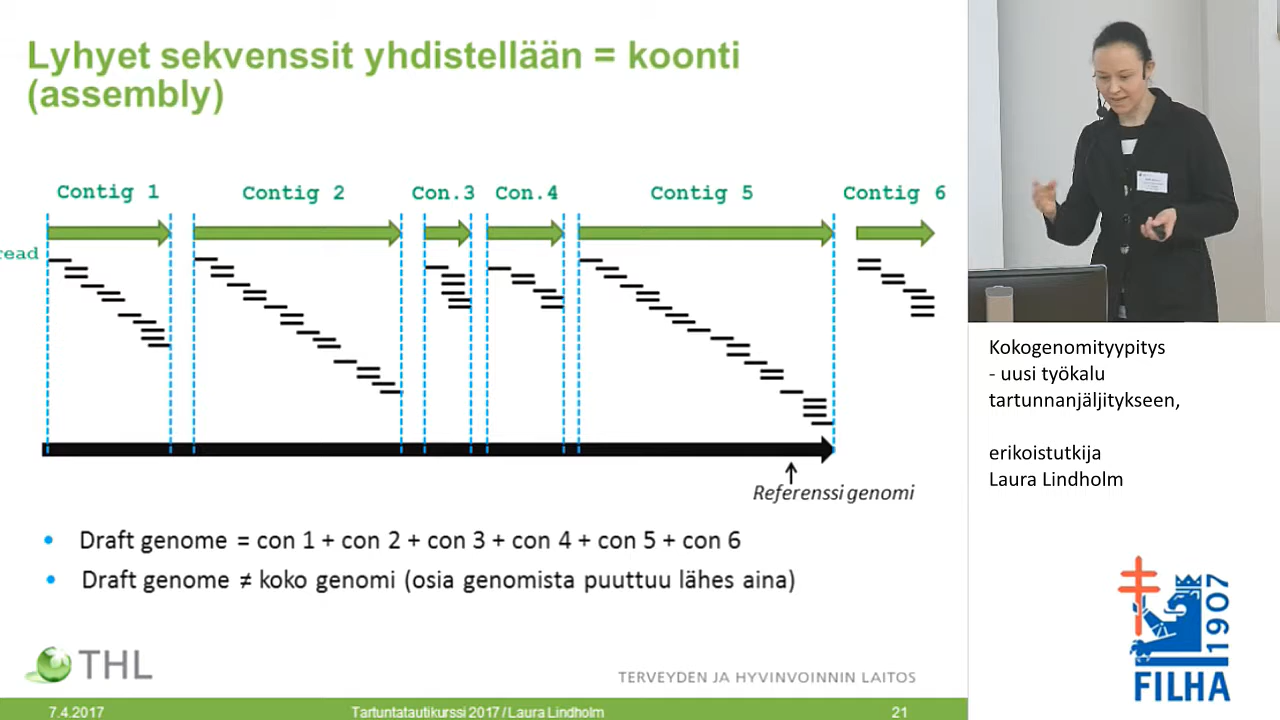 Lyhyet sekvenssit yhdistellään = koonti
(assembly)
Contig 1
Contig 2
Con.3
Con.4
Contig 5
Contig 6
read
Referenssi genomi
• Draft genome = con 1 + con 2 + con 3 + con 4 + con 5 + con 6
• Draft genome ≠ koko genomi (osia genomista puuttuu lähes aina)
THL
TERVEYDEN JA HYVINVOINNIN LAITOS
7.4.2017
Tartuntatautikurssi 2017 / Laura Lindholm
21
Kokogenomityypitys
- uusi työkalu
tartunnanjäljitykseen,
erikoistutkija
Laura Lindholm
1907
FILHA